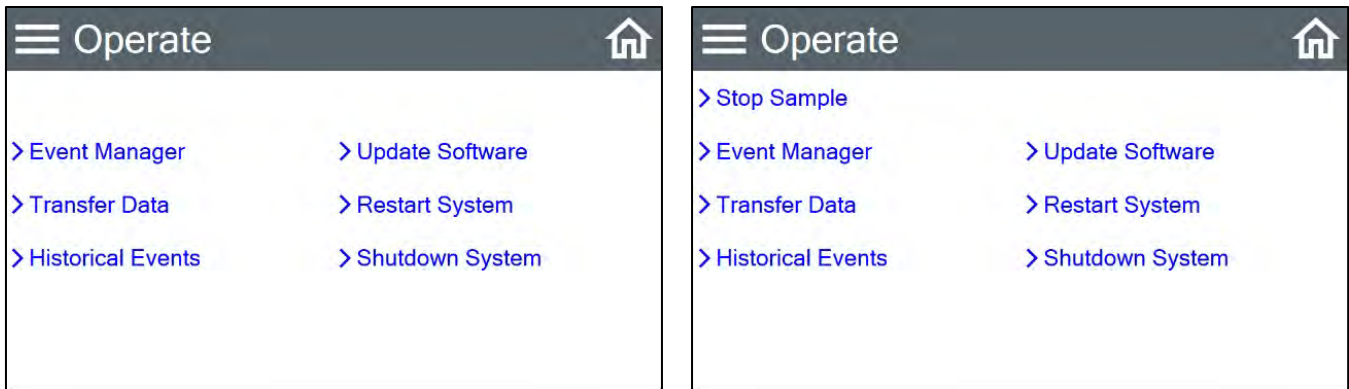 Operate
> Event Manager
> Update Software
> Transfer Data
> Restart System
> Historical Events
> Shutdown System
Operate
> Stop Sample
> Event Manager
> Update Software
> Transfer Data
> Restart System
> Historical Events
> Shutdown System